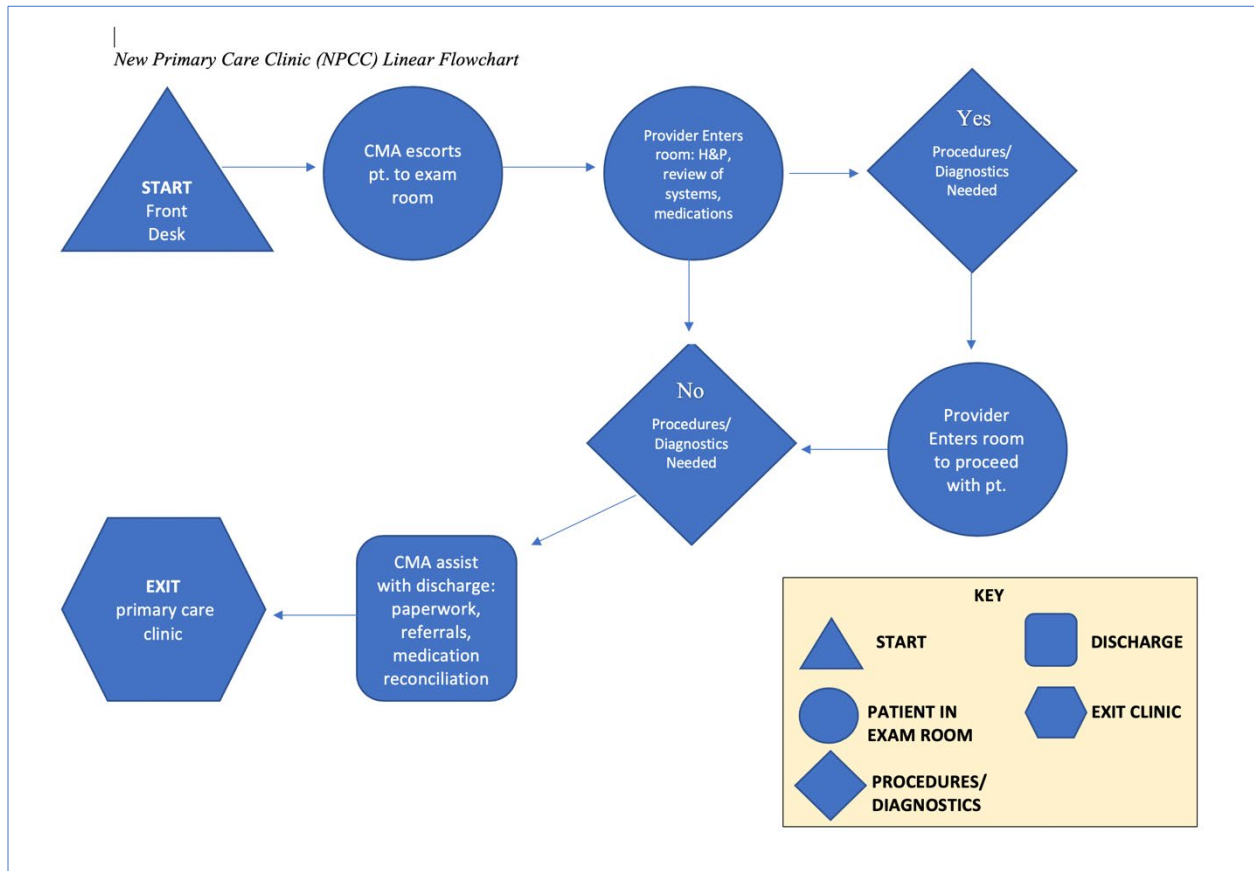 New Primary Care Clinic (NPCC) Linear Flowchart
START
Front
Desk
CMA escorts
pt. to exam
room
Provider Enters
room: H&P,
review of
systems,
medications
Yes
Procedures/
Diagnostics
Needed
No
Procedures/
Diagnostics
Needed
Provider
Enters room
to proceed
with pt.
EXIT
primary care
clinic
CMA assist
with discharge:
paperwork,
referrals,
medication
reconciliation
KEY
START
DISCHARGE
PATIENT IN
EXAM ROOM
EXIT CLINIC
PROCEDURES/
DIAGNOSTICS